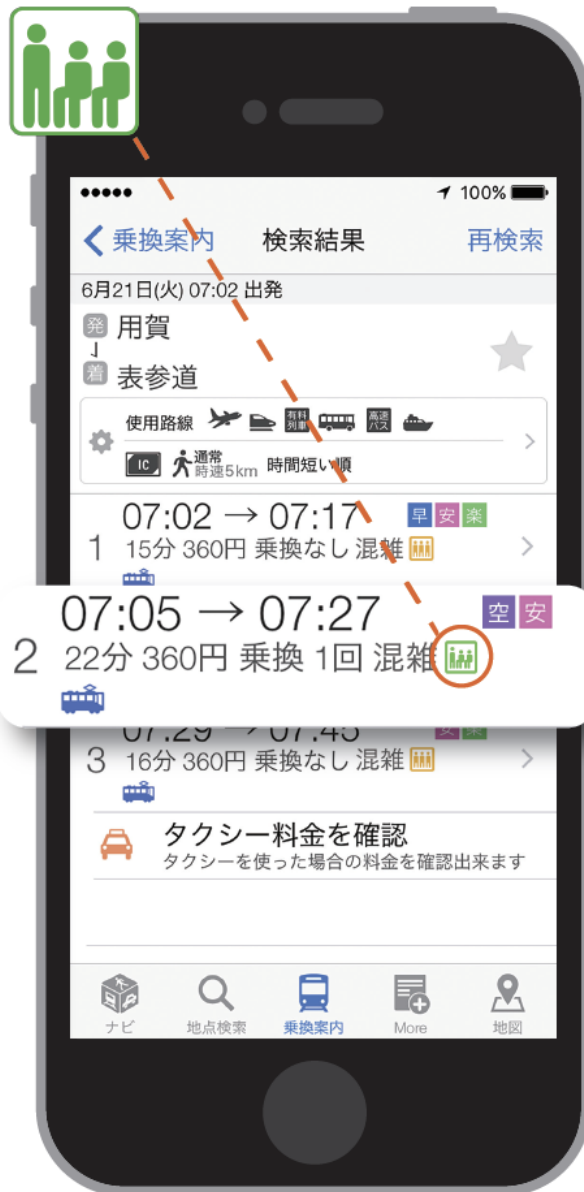 100%
乗換案内 検索結果 再検索
6月21日(火) 07:02 出発
発 用賀
着 表参道
使用路線 有料列車 高速バス
IC 通常 時速5km 時間短い順
07:02 → 07:17 早 安 楽
1 15分 360円 乗換なし 混雑
07:05 → 07:27 空 安
2 22分 360円 乗換 1回 混雑
07:29 → 07:45 安 楽
3 16分 360円 乗換なし 混雑
タクシー料金を確認
タクシーを使った場合の料金を確認出来ます
ナビ 地点検索 乗換案内 More 地図